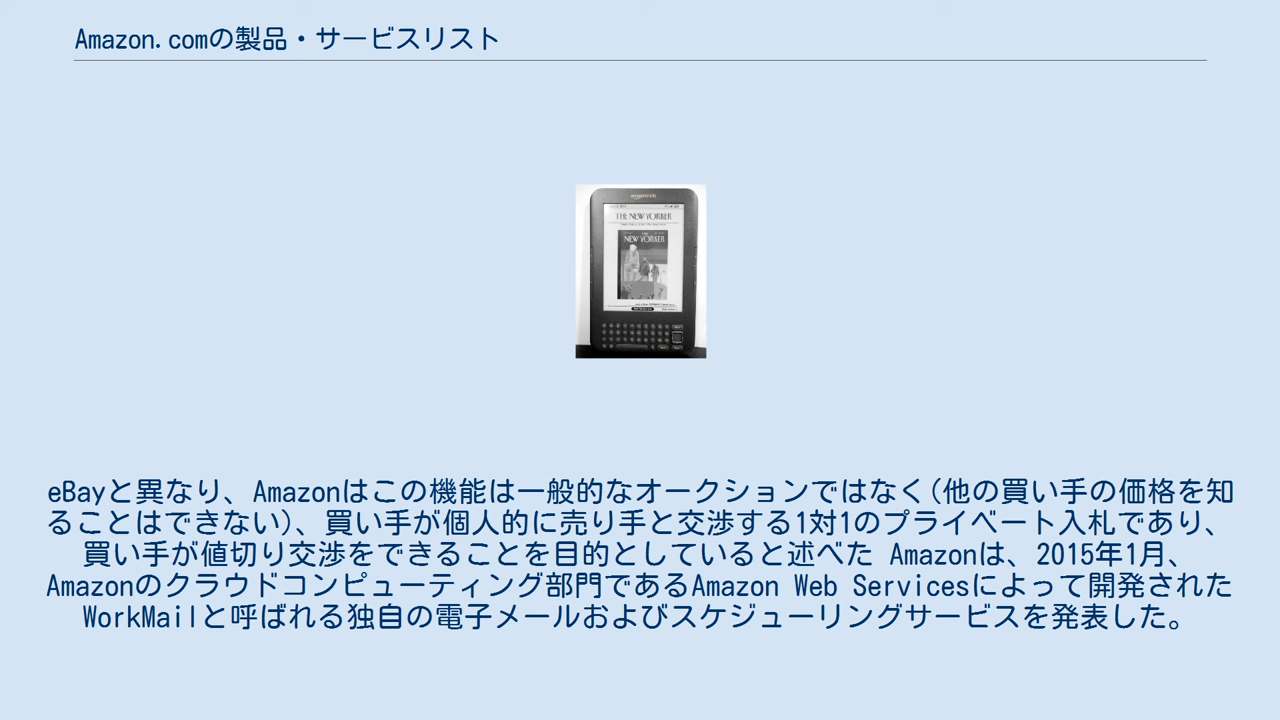 Amazon.comの製品・サービスリスト
THE NEW YORKER
THE
NEW YORKER
eBayと異なり、Amazonはこの機能は一般的なオークションではなく(他の買い手の価格を知
ることはできない)、買い手が個人的に売り手と交渉する1対1のプライベート入札であり、
買い手が値切り交渉をできることを目的としていると述べた Amazonは、2015年1月、
AmazonのクラウドコンピューティングA部門であるAmazon Web Servicesによって開発された
WorkMailと呼ばれる独自の電子メールおよびスケジューリングサービスを発表した。